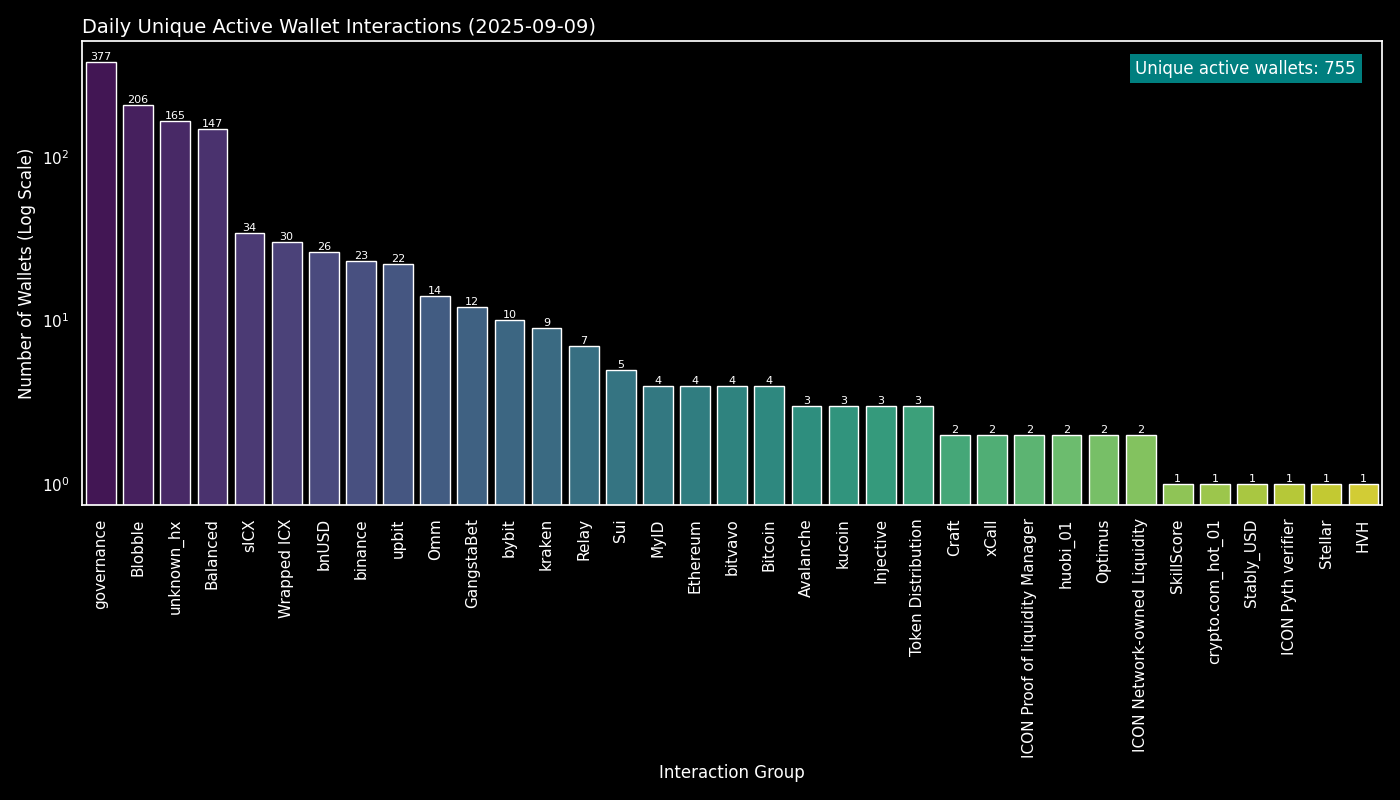 Daily Unique Active Wallet Interactions (2025-09-09)
Unique active wallets: 755
Number of Wallets (Log Scale)
10²
10¹
10⁰
377
206
165
147
34
30
26
23
22
14
12
10
9
7
5
4
4
4
4
3
3
3
3
2
2
2
2
2
2
1
1
1
1
1
1
governance
Blobble
unknown_hx
Balanced
sICX
Wrapped ICX
bnUSD
binance
upbit
Omm
GangstaBet
bybit
kraken
Relay
Sui
MyID
Ethereum
bitvavo
Bitcoin
Avalanche
kucoin
Injective
Token Distribution
Craft
xCall
ICON Proof of liquidity Manager
huobi_01
Optimus
ICON Network-owned Liquidity
SkillScore
crypto.com_hot_01
Stably_USD
ICON Pyth verifier
Stellar
HVH
Interaction Group